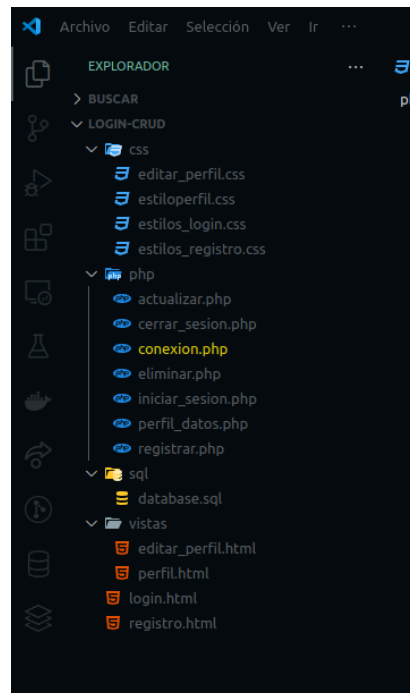 Archivo Editar Selección Ver Ir ···
EXPLORADOR ···
BUSCAR
LOGIN-CRUD
css
editar_perfil.css
estiloperfil.css
estilos_login.css
estilos_registro.css
php
actualizar.php
cerrar_sesion.php
conexion.php
eliminar.php
iniciar_sesion.php
perfil_datos.php
registrar.php
sql
database.sql
vistas
editar_perfil.html
perfil.html
login.html
registro.html